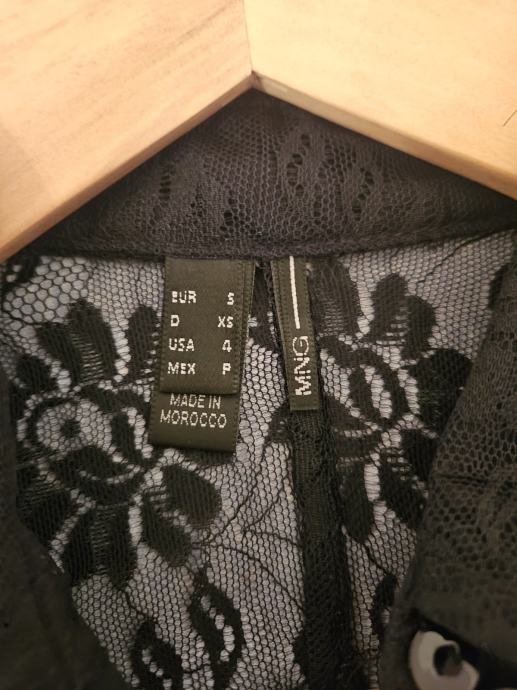 EUR S
D XS
USA 4
MEX P
MADE IN
MOROCCO
MNG